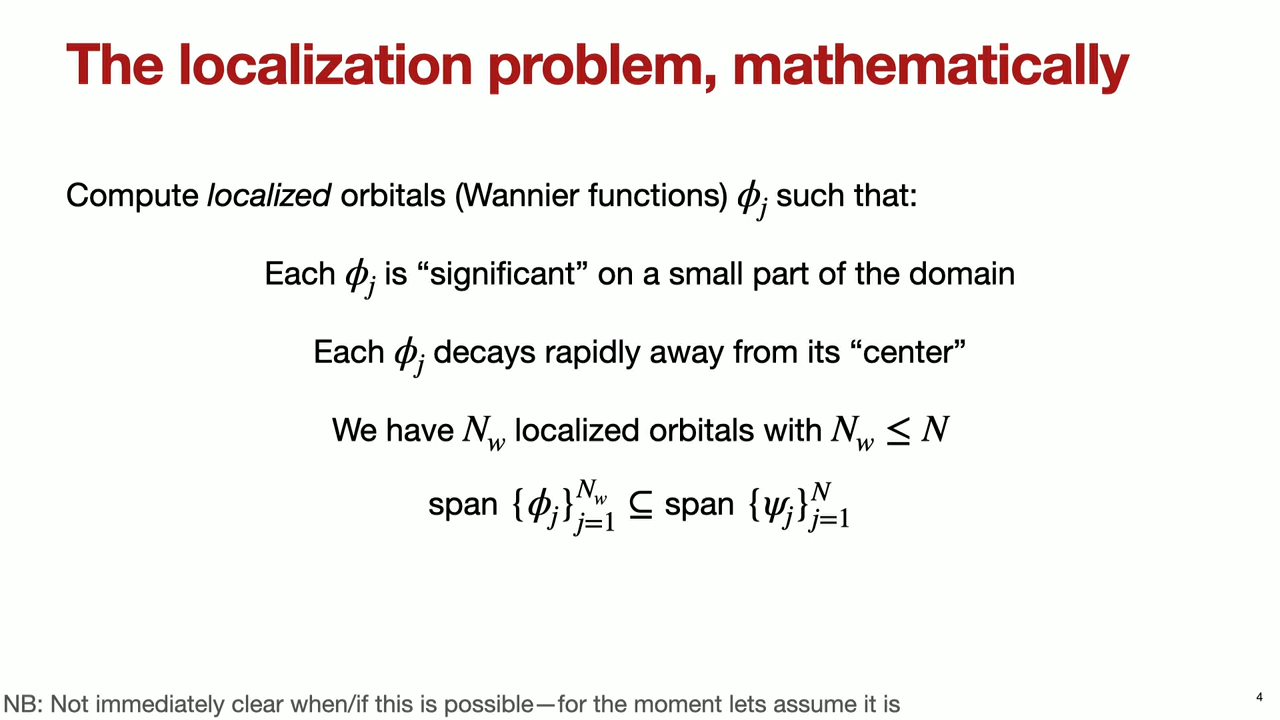 The localization problem, mathematically
Compute localized orbitals (Wannier functions) ϕ_j such that:
Each ϕ_j is “significant” on a small part of the domain
Each ϕ_j decays rapidly away from its “center”
We have N_w localized orbitals with N_w ≤ N
span {ϕ_j}_{j=1}^{N_w} ⊆ span {ψ_j}_{j=1}^{N}
NB: Not immediately clear when/if this is possible—for the moment lets assume it is
4